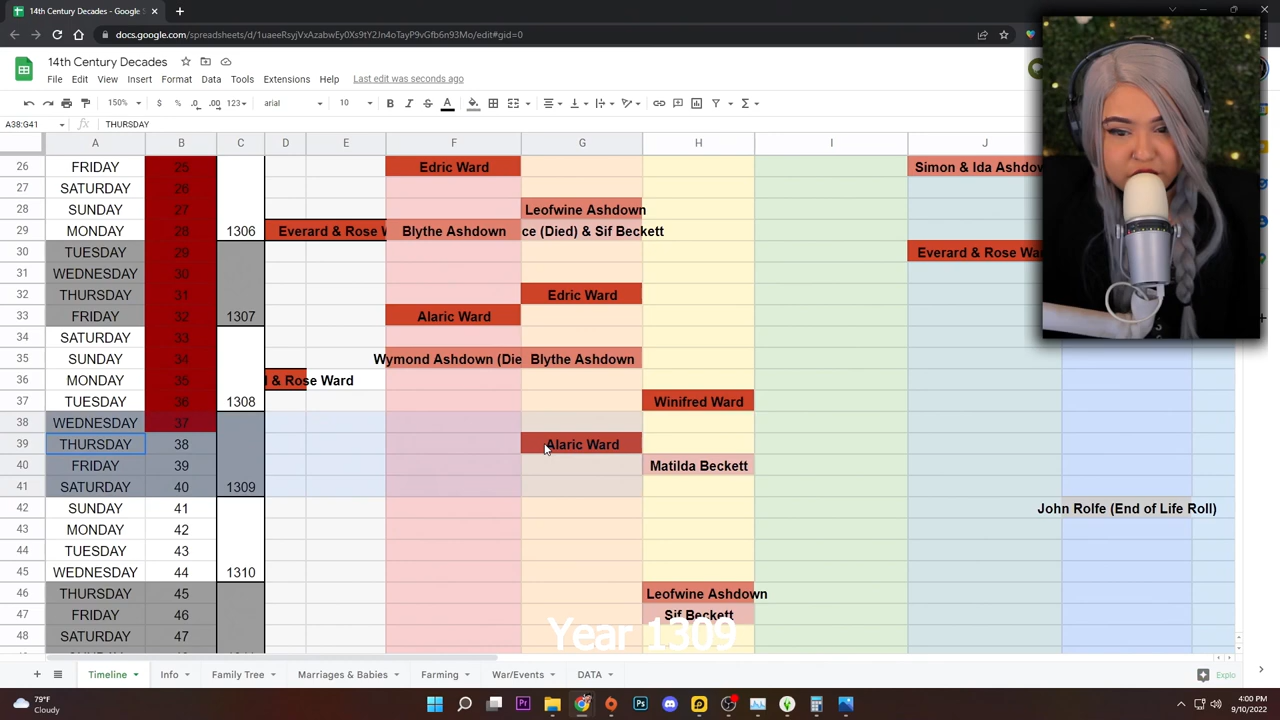 14th Century Decades - Google S
docs.google.com/spreadsheets/d/1uaeeRsyjVxAzabwEy0Xs9tY2Jn4oTayP9vGfb6n93Mo/edit#gid=0
14th Century Decades
File Edit View Insert Format Data Tools Extensions Help Last edit was seconds ago
150% $ % .0 .00 123 arial 10 B I S A
A38:G41 fx THURSDAY
A B C D E F G H I J
26 FRIDAY 25 Edric Ward Simon & Ida Ashdow
27 SATURDAY 26
28 SUNDAY 27 Leofwine Ashdown
29 MONDAY 28 1306 Everard & Rose W Blythe Ashdown ce (Died) & Sif Beckett
30 TUESDAY 29 Everard & Rose War
31 WEDNESDAY 30
32 THURSDAY 31 Edric Ward
33 FRIDAY 32 1307 Alaric Ward
34 SATURDAY 33
35 SUNDAY 34 Wymond Ashdown (Die Blythe Ashdown
36 MONDAY 35 & Rose Ward
37 TUESDAY 36 1308 Winifred Ward
38 WEDNESDAY 37
39 THURSDAY 38 Alaric Ward
40 FRIDAY 39 Matilda Beckett
41 SATURDAY 40 1309
42 SUNDAY 41 John Rolfe (End of Life Roll)
43 MONDAY 42
44 TUESDAY 43
45 WEDNESDAY 44 1310
46 THURSDAY 45 Leofwine Ashdown
47 FRIDAY 46 Sif Beckett
48 SATURDAY 47
Year 1309
Timeline Info Family Tree Marriages & Babies Farming War/Events DATA Explo
79°F
Cloudy
4:00 PM
9/10/2022